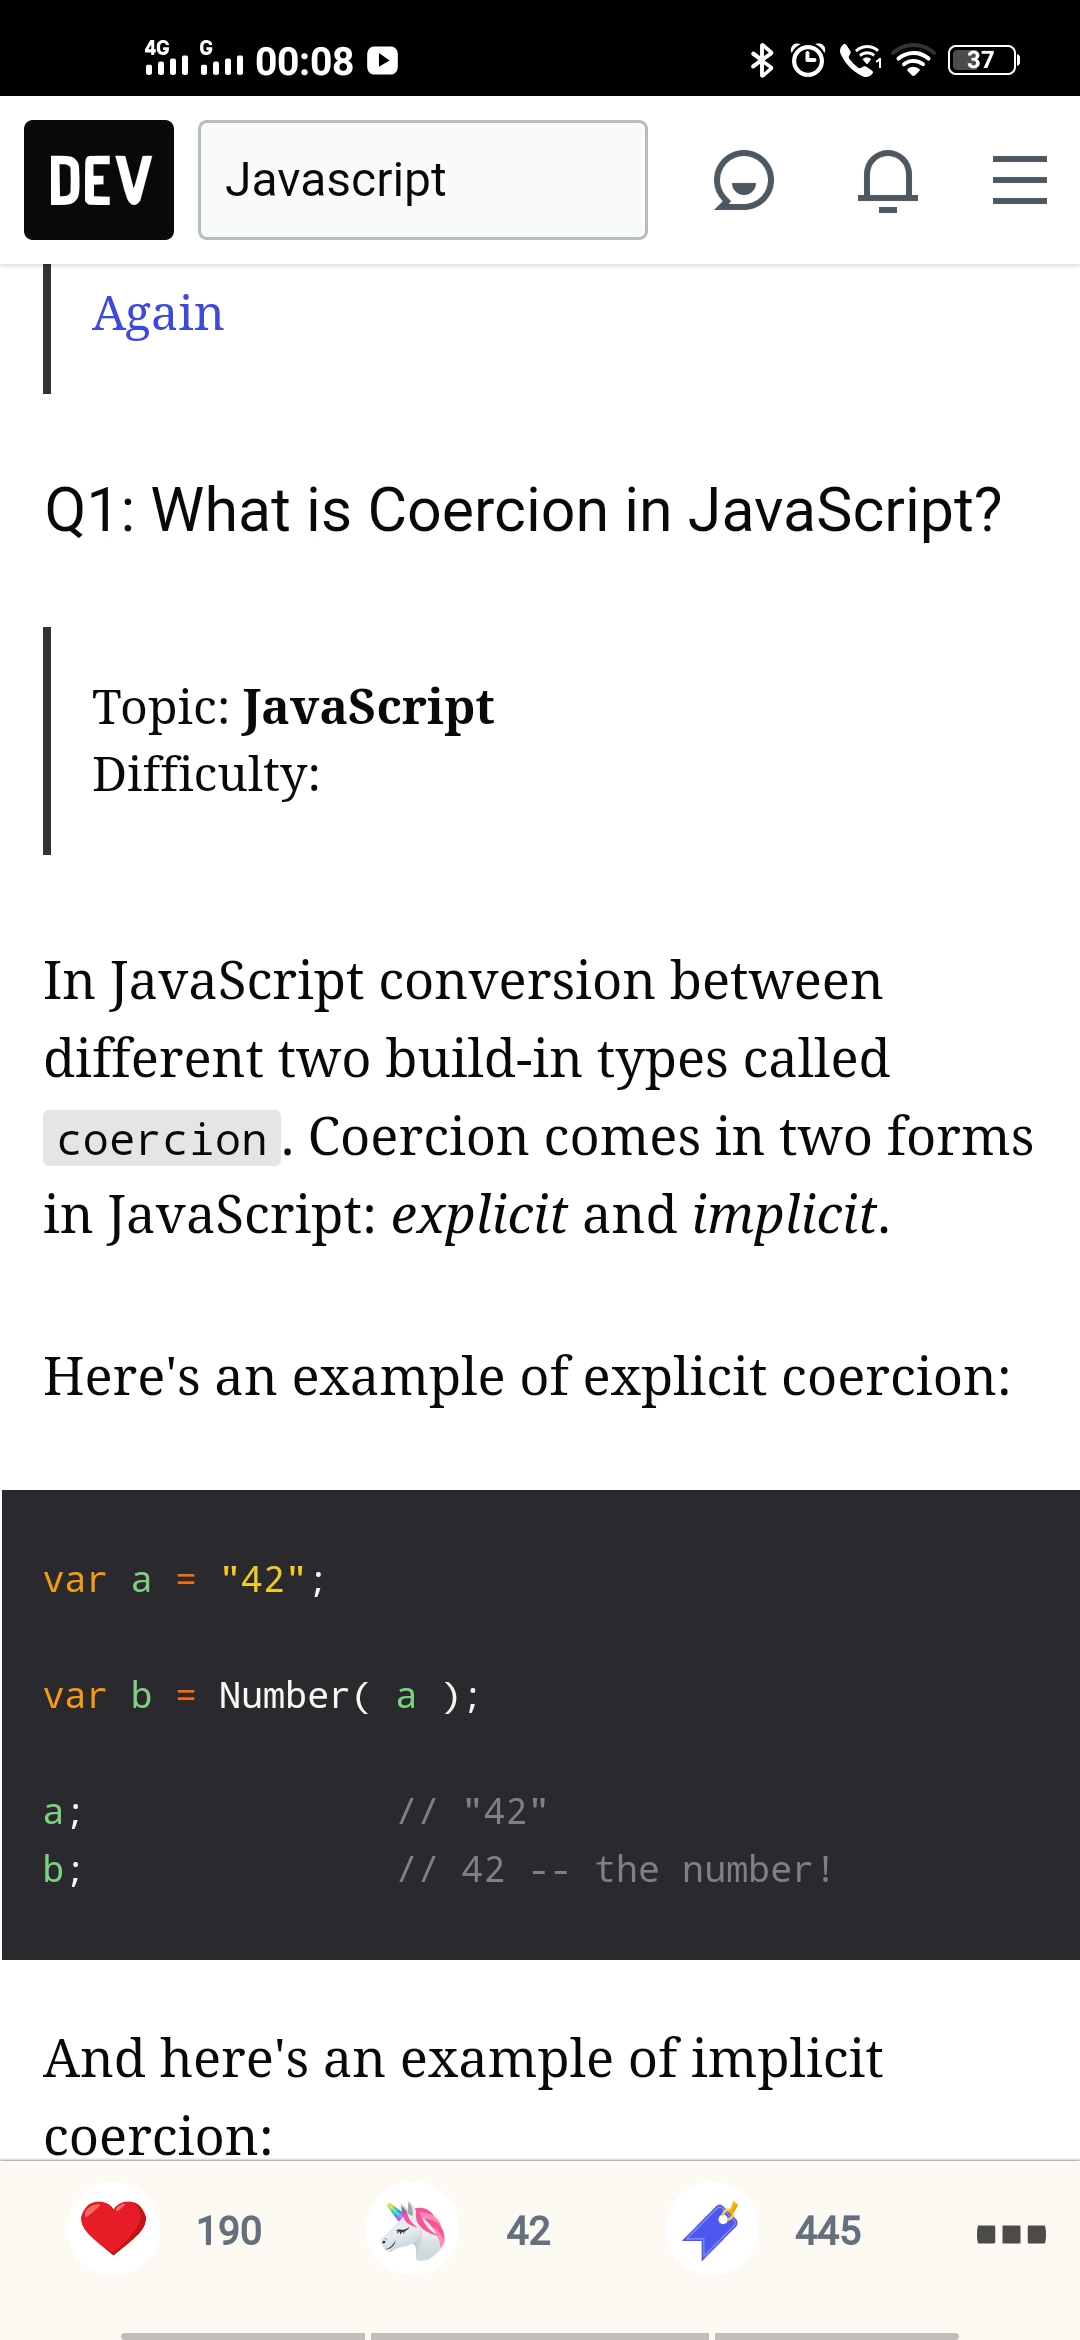 4G G 00:08 1 37
DEV Javascript
Again
Q1: What is Coercion in JavaScript?
Topic: JavaScript
Difficulty:
In JavaScript conversion between
different two build-in types called
coercion. Coercion comes in two forms
in JavaScript: explicit and implicit.
Here's an example of explicit coercion:
var a = "42";
var b = Number( a );
a; // "42"
b; // 42 -- the number!
And here's an example of implicit
coercion:
190 42 445